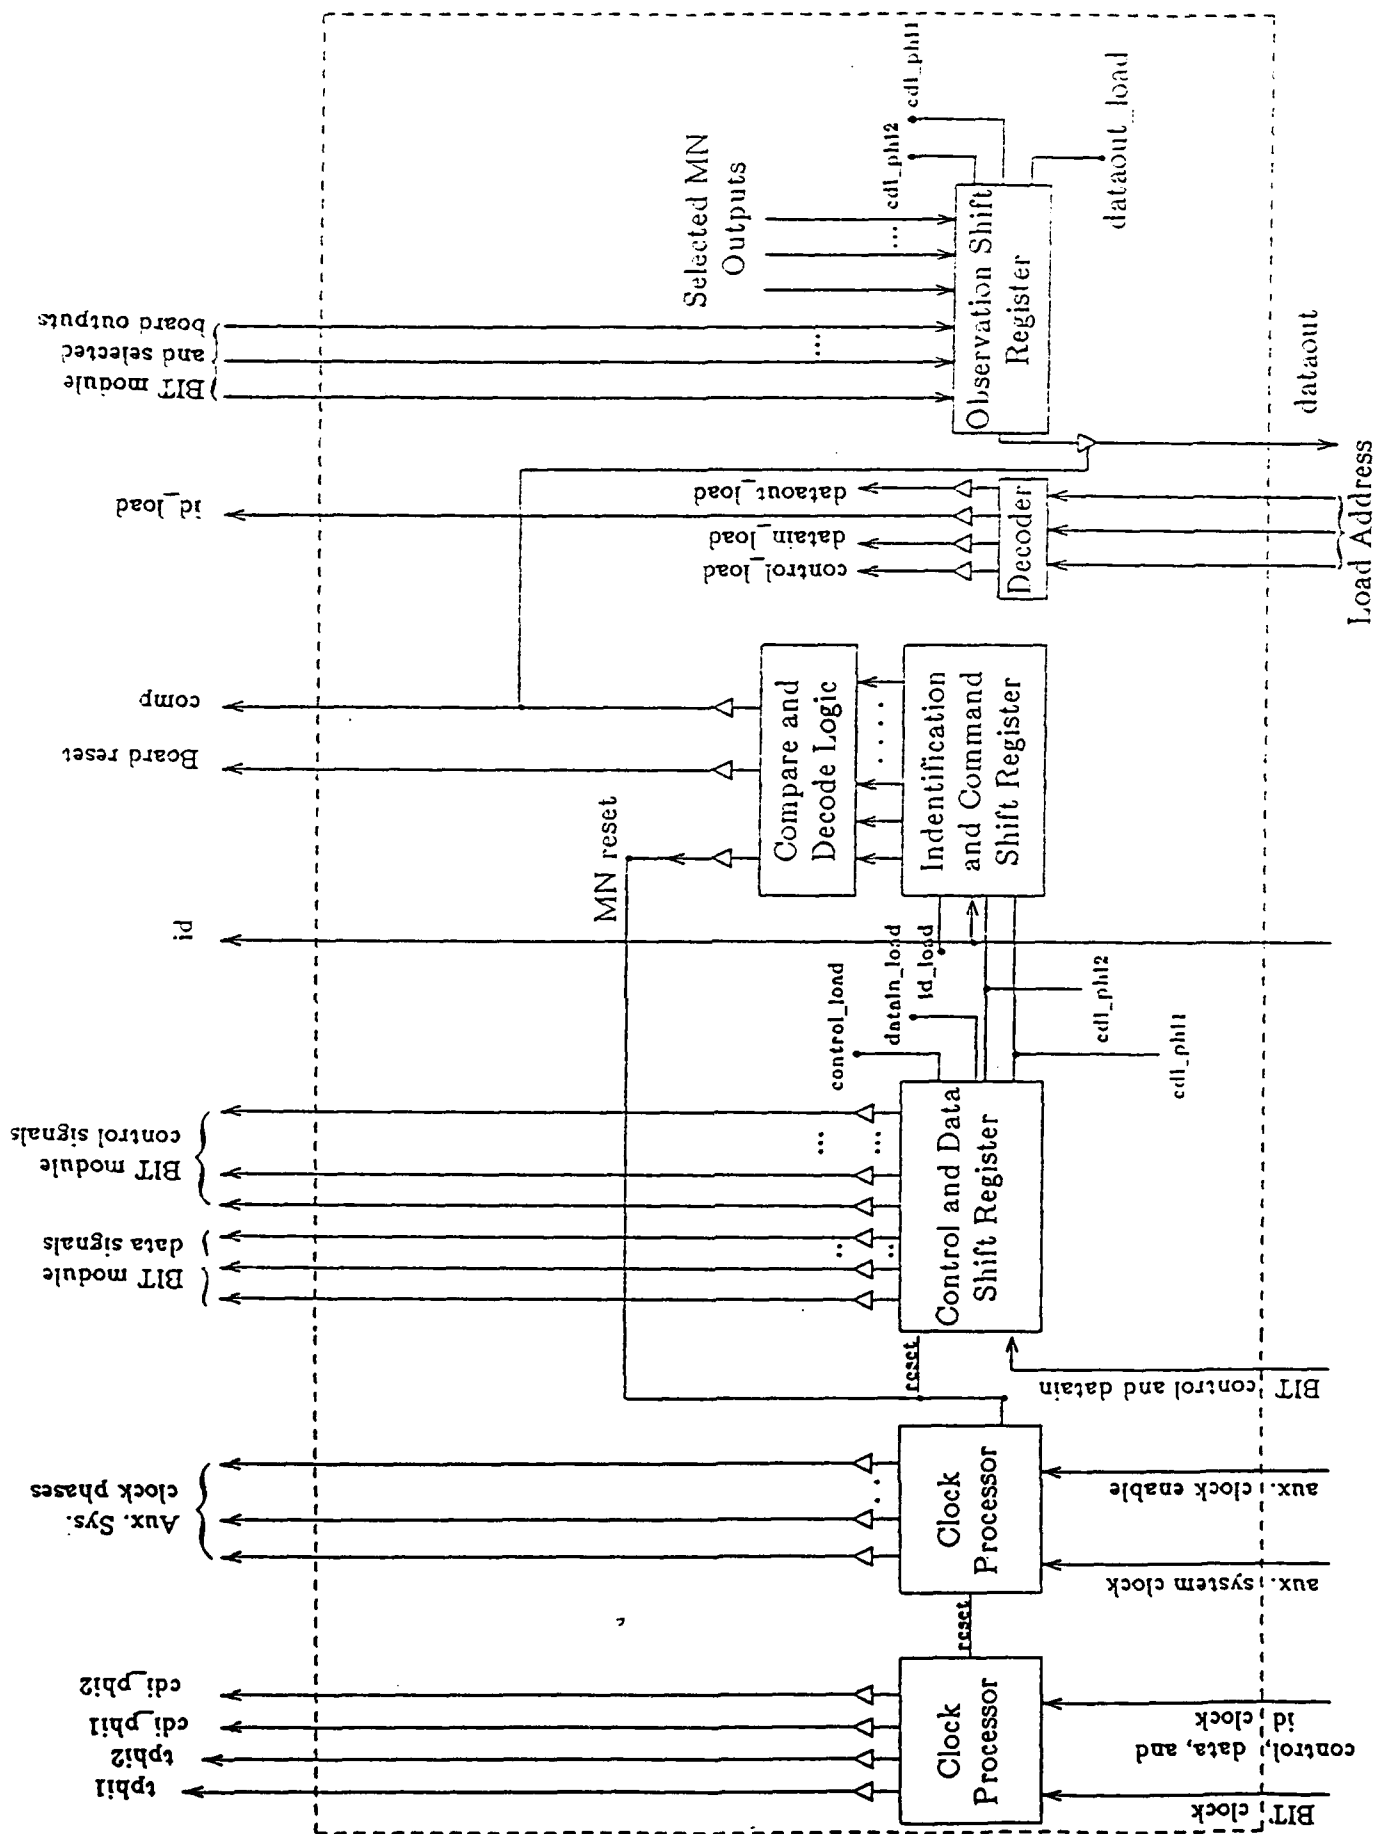 tphi1
tphi2
cdi_phi1
cdi_phi2
Aux. Sys.
clock phases
BIT module
data signals
BIT module
control signals
id
Board reset
comp
id_load
BIT module
and selected
board outputs
MN reset
control_load
datain_load
dataout_load
Selected MN
Outputs
...
...
...
...
...
...
...
. . . .
Clock
Processor
reset
Clock
Processor
reset
Control and Data
Shift Register
control_load
datain_load
id_load
cdi_phi2
cdi_phi1
Compare and
Decode Logic
Indentification
and Command
Shift Register
Decoder
Observation Shift
Register
cdi_phi2
cdi_phi1
dataout_load
BIT
clock
control, data, and
id clock
aux. system clock
aux. clock enable
BIT control and datain
Load Address
dataout